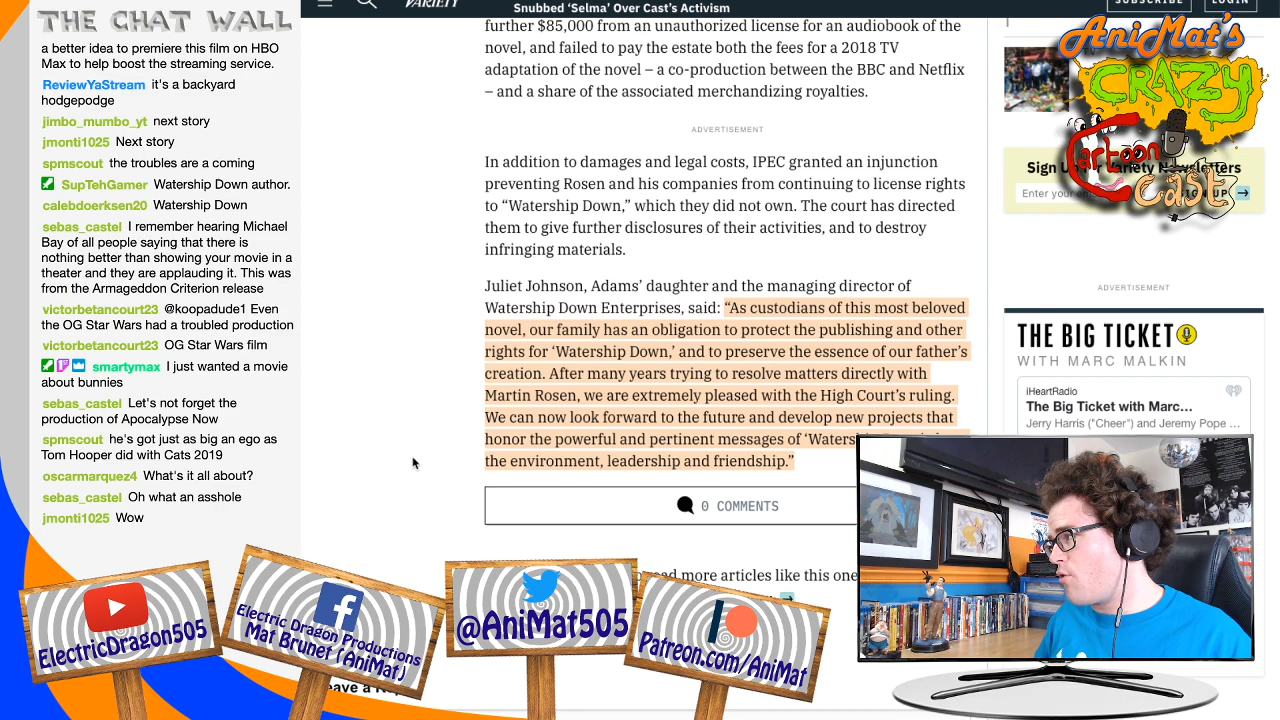 THE CHAT WALL
a better idea to premiere this film on HBO
Max to help boost the streaming service.
ReviewYaStream it's a backyard
hodgepodge
jimbo_mumbo_yt next story
jmonti1025 Next story
spmscout the troubles are a coming
SupTehGamer Watership Down author.
calebdoerksen20 Watership Down
sebas_castel I remember hearing Michael
Bay of all people saying that there is
nothing better than showing your movie in a
theater and they are applauding it. This was
from the Armageddon Criterion release
victorbetancourt23 @koopadude1 Even
the OG Star Wars had a troubled production
victorbetancourt23 OG Star Wars film
smartymax I just wanted a movie
about bunnies
sebas_castel Let's not forget the
production of Apocalypse Now
spmscout he's got just as big an ego as
Tom Hooper did with Cats 2019
oscarmarquez4 What's it all about?
sebas_castel Oh what an asshole
jmonti1025 Wow
VARIETY
Snubbed ‘Selma’ Over Cast’s Activism
SUBSCRIBE
LOGIN
further $85,000 from an unauthorized license for an audiobook of the
novel, and failed to pay the estate both the fees for a 2018 TV
adaptation of the novel – a co-production between the BBC and Netflix
– and a share of the associated merchandizing royalties.
ADVERTISEMENT
In addition to damages and legal costs, IPEC granted an injunction
preventing Rosen and his companies from continuing to license rights
to “Watership Down,” which they did not own. The court has directed
them to give further disclosures of their activities, and to destroy
infringing materials.
Juliet Johnson, Adams’ daughter and the managing director of
Watership Down Enterprises, said: “As custodians of this most beloved
novel, our family has an obligation to protect the publishing and other
rights for ‘Watership Down,’ and to preserve the essence of our father’s
creation. After many years trying to resolve matters directly with
Martin Rosen, we are extremely pleased with the High Court’s ruling.
We can now look forward to the future and develop new projects that
honor the powerful and pertinent messages of
the environment, leadership and friendship.”
0 COMMENTS
read more articles like this one
AniMat's
CRAZY
Cartoon
Cast
Sign Up for Variety Newsletters
Enter your
SIGN UP
ADVERTISEMENT
THE BIG TICKET
WITH MARC MALKIN
iHeartRadio
The Big Ticket with Marc...
Jerry Harris ("Cheer") and Jeremy Pope ...
ElectricDragon505
Electric Dragon Productions
Mat Brunet (AniMat)
@AniMat505
Patreon.com/AniMat